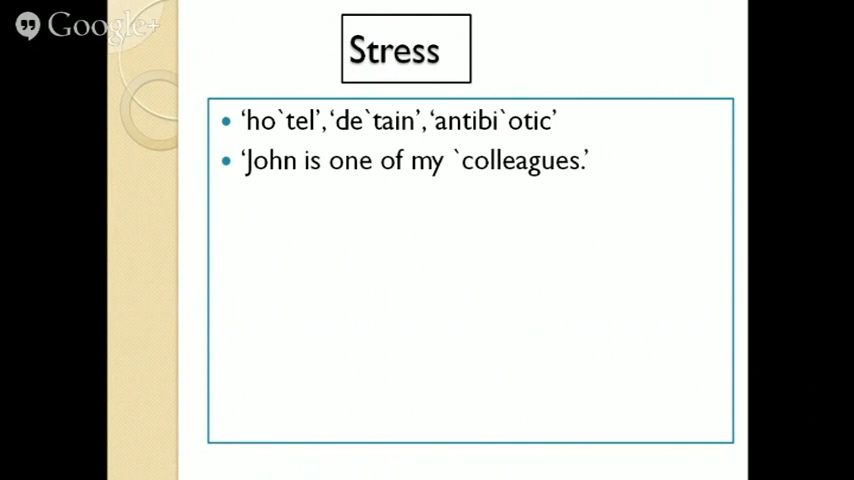 Google+
Stress
‘ho`tel’, ‘de`tain’, ‘antibi`otic’
‘John is one of my `colleagues.’